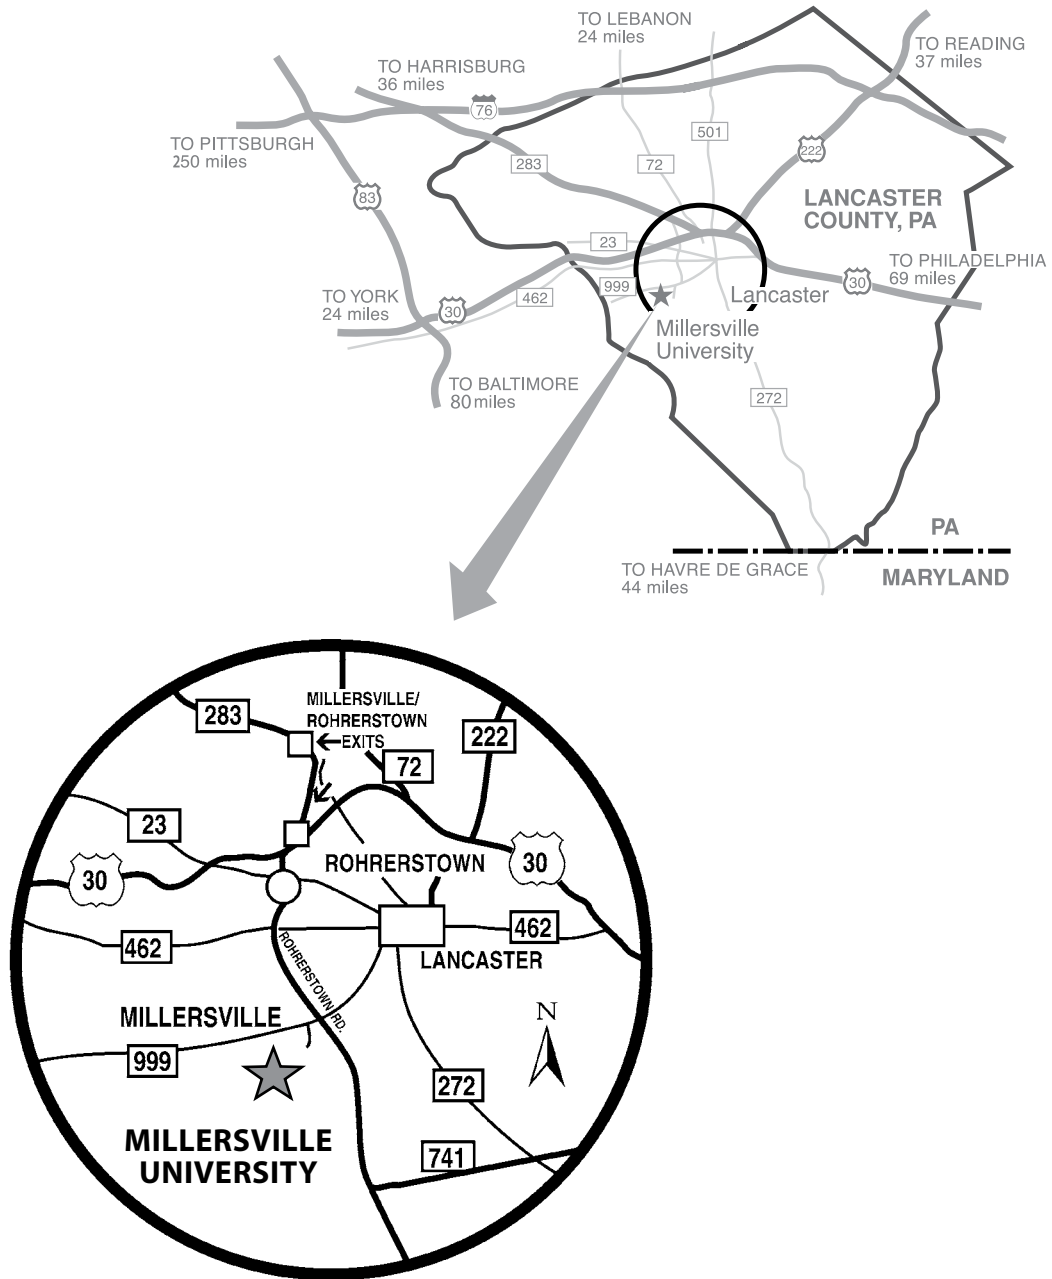 TO LEBANON
24 miles
TO READING
37 miles
TO HARRISBURG
36 miles
76
TO PITTSBURGH
250 miles
501
283
72
222
83
LANCASTER
COUNTY, PA
23
TO PHILADELPHIA
69 miles
30
TO YORK
24 miles
30
462
999
Lancaster
Millersville
University
TO BALTIMORE
80 miles
272
PA
TO HAVRE DE GRACE
44 miles
MARYLAND
283
MILLERSVILLE/
ROHRERSTOWN
EXITS
222
72
23
30
ROHRERSTOWN
30
462
462
LANCASTER
ROHRERSTOWN RD.
MILLERSVILLE
N
999
272
MILLERSVILLE
UNIVERSITY
741